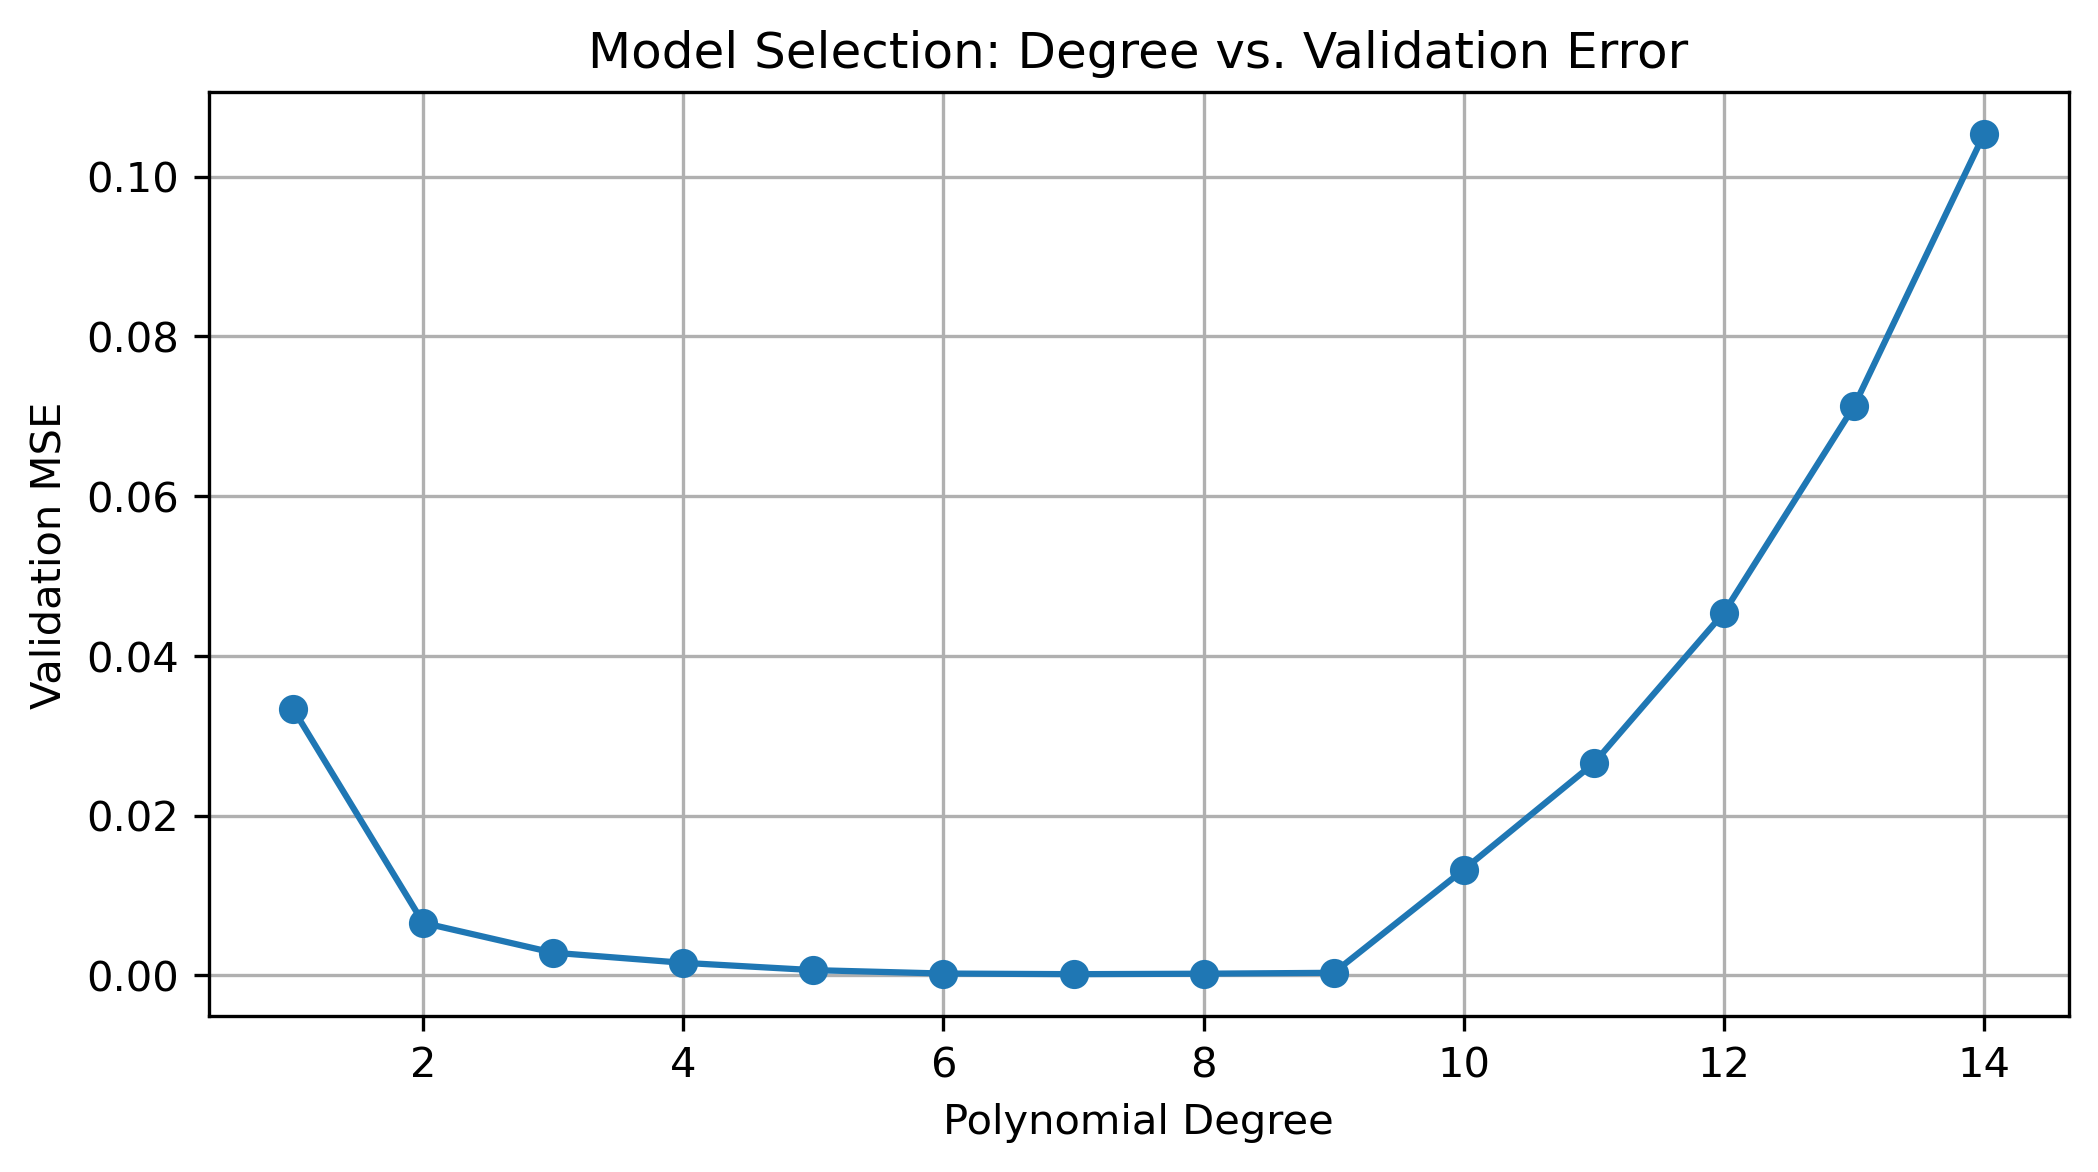 Model Selection: Degree vs. Validation Error
Validation MSE
0.10
0.08
0.06
0.04
0.02
0.00
2 4 6 8 10 12 14
Polynomial Degree